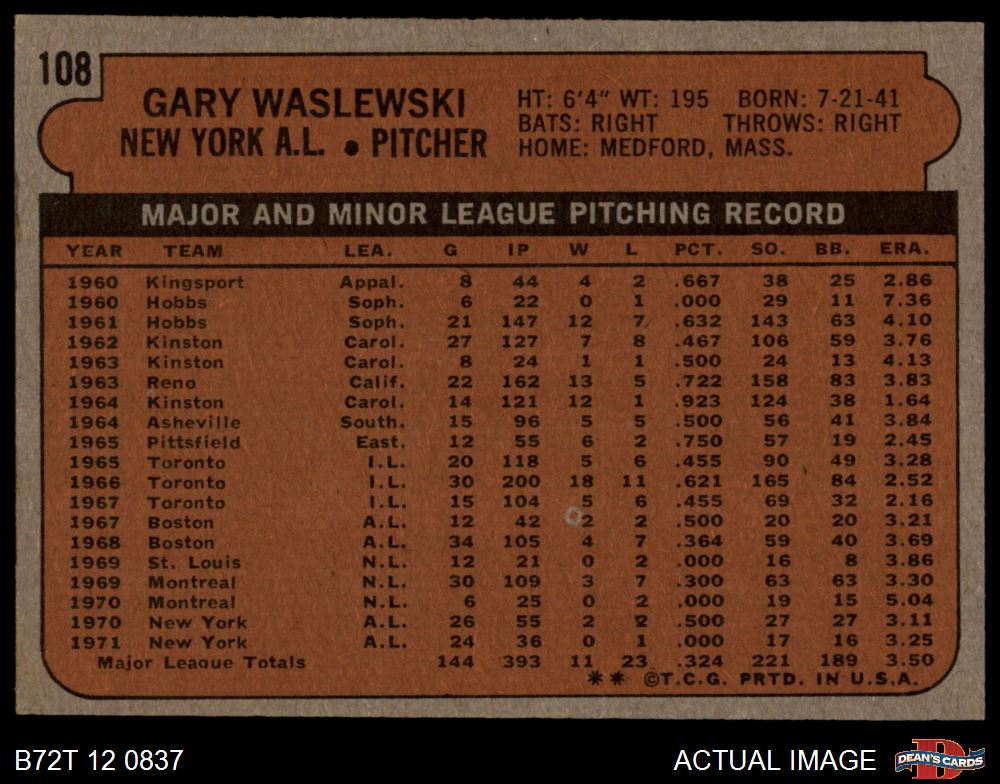 108
GARY WASLEWSKI
NEW YORK A.L. • PITCHER
HT: 6'4" WT: 195 BORN: 7-21-41
BATS: RIGHT THROWS: RIGHT
HOME: MEDFORD, MASS.
MAJOR AND MINOR LEAGUE PITCHING RECORD
YEAR TEAM LEA. G IP W L PCT. SO. BB. ERA.
1960 Kingsport Appal. 8 44 4 2 .667 38 25 2.86
1960 Hobbs Soph. 6 22 0 1 .000 29 11 7.36
1961 Hobbs Soph. 21 147 12 7 .632 143 63 4.10
1962 Kinston Carol. 27 127 7 8 .467 106 59 3.76
1963 Kinston Carol. 8 24 1 1 .500 24 13 4.13
1963 Reno Calif. 22 162 13 5 .722 158 83 3.83
1964 Kinston Carol. 14 121 12 1 .923 124 38 1.64
1964 Asheville South. 15 96 5 5 .500 56 41 3.84
1965 Pittsfield East. 12 55 6 2 .750 57 19 2.45
1965 Toronto I.L. 20 118 5 6 .455 90 49 3.28
1966 Toronto I.L. 30 200 18 11 .621 165 84 2.52
1967 Toronto I.L. 15 104 5 6 .455 69 32 2.16
1967 Boston A.L. 12 42 2 2 .500 20 20 3.21
1968 Boston A.L. 34 105 4 7 .364 59 40 3.69
1969 St. Louis N.L. 12 21 0 2 .000 16 8 3.86
1969 Montreal N.L. 30 109 3 7 .300 63 63 3.30
1970 Montreal N.L. 6 25 0 2 .000 19 15 5.04
1970 New York A.L. 26 55 2 2 .500 27 27 3.11
1971 New York A.L. 24 36 0 1 .000 17 16 3.25
Major League Totals 144 393 11 23 .324 221 189 3.50
** ©T.C.G. PRTD. IN U.S.A.
B72T 12 0837
ACTUAL IMAGE
DEAN'S CARDS